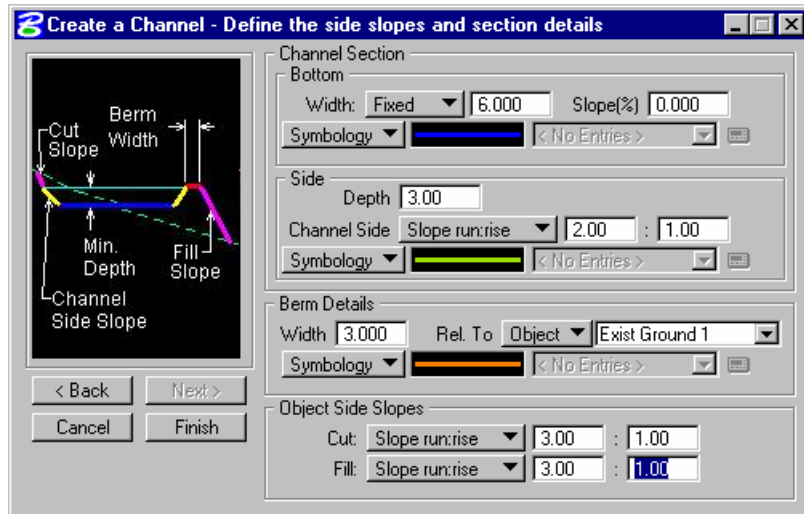 Create a Channel - Define the side slopes and section details
Berm
Width
Cut
Slope
Min.
Depth
Fill
Slope
Channel
Side Slope
< Back
Next >
Cancel
Finish
Channel Section
Bottom
Width: Fixed 6.000 Slope(%) 0.000
Symbology < No Entries >
Side
Depth 3.00
Channel Side Slope run:rise 2.00 : 1.00
Symbology < No Entries >
Berm Details
Width 3.000 Rel. To Object Exist Ground 1
Symbology < No Entries >
Object Side Slopes
Cut: Slope run:rise 3.00 : 1.00
Fill: Slope run:rise 3.00 : 1.00